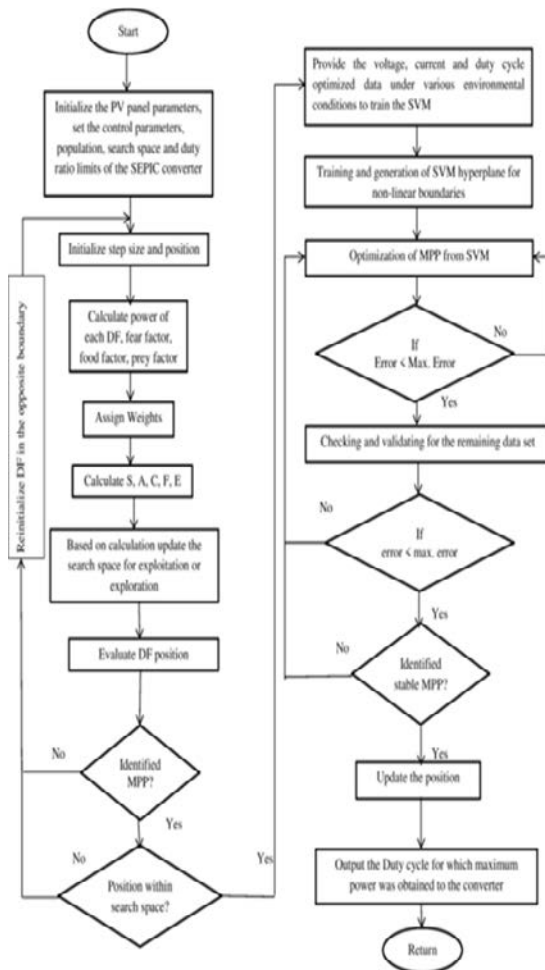 Start
Initialize the PV panel parameters,
set the control parameters,
population, search space and duty
ratio limits of the SEPIC converter
Reinitialize DF in the opposite boundary
Initialize step size and position
Calculate power of
each DF, fear factor,
food factor, prey factor
Assign Weights
Calculate S, A, C, F, E
Based on calculation update the
search space for exploitation or
exploration
Evaluate DF position
No
Identified
MPP?
Yes
No
Position within
search space?
Yes
Provide the voltage, current and duty cycle
optimized data under various environmental
conditions to train the SVM
Training and generation of SVM hyperplane for
non-linear boundaries
Optimization of MPP from SVM
If
Error < Max. Error
No
Yes
Checking and validating for the remaining data set
No
If
error < max. error
Yes
No
Identified
stable MPP?
Yes
Update the position
Output the Duty cycle for which maximum
power was obtained to the converter
Return